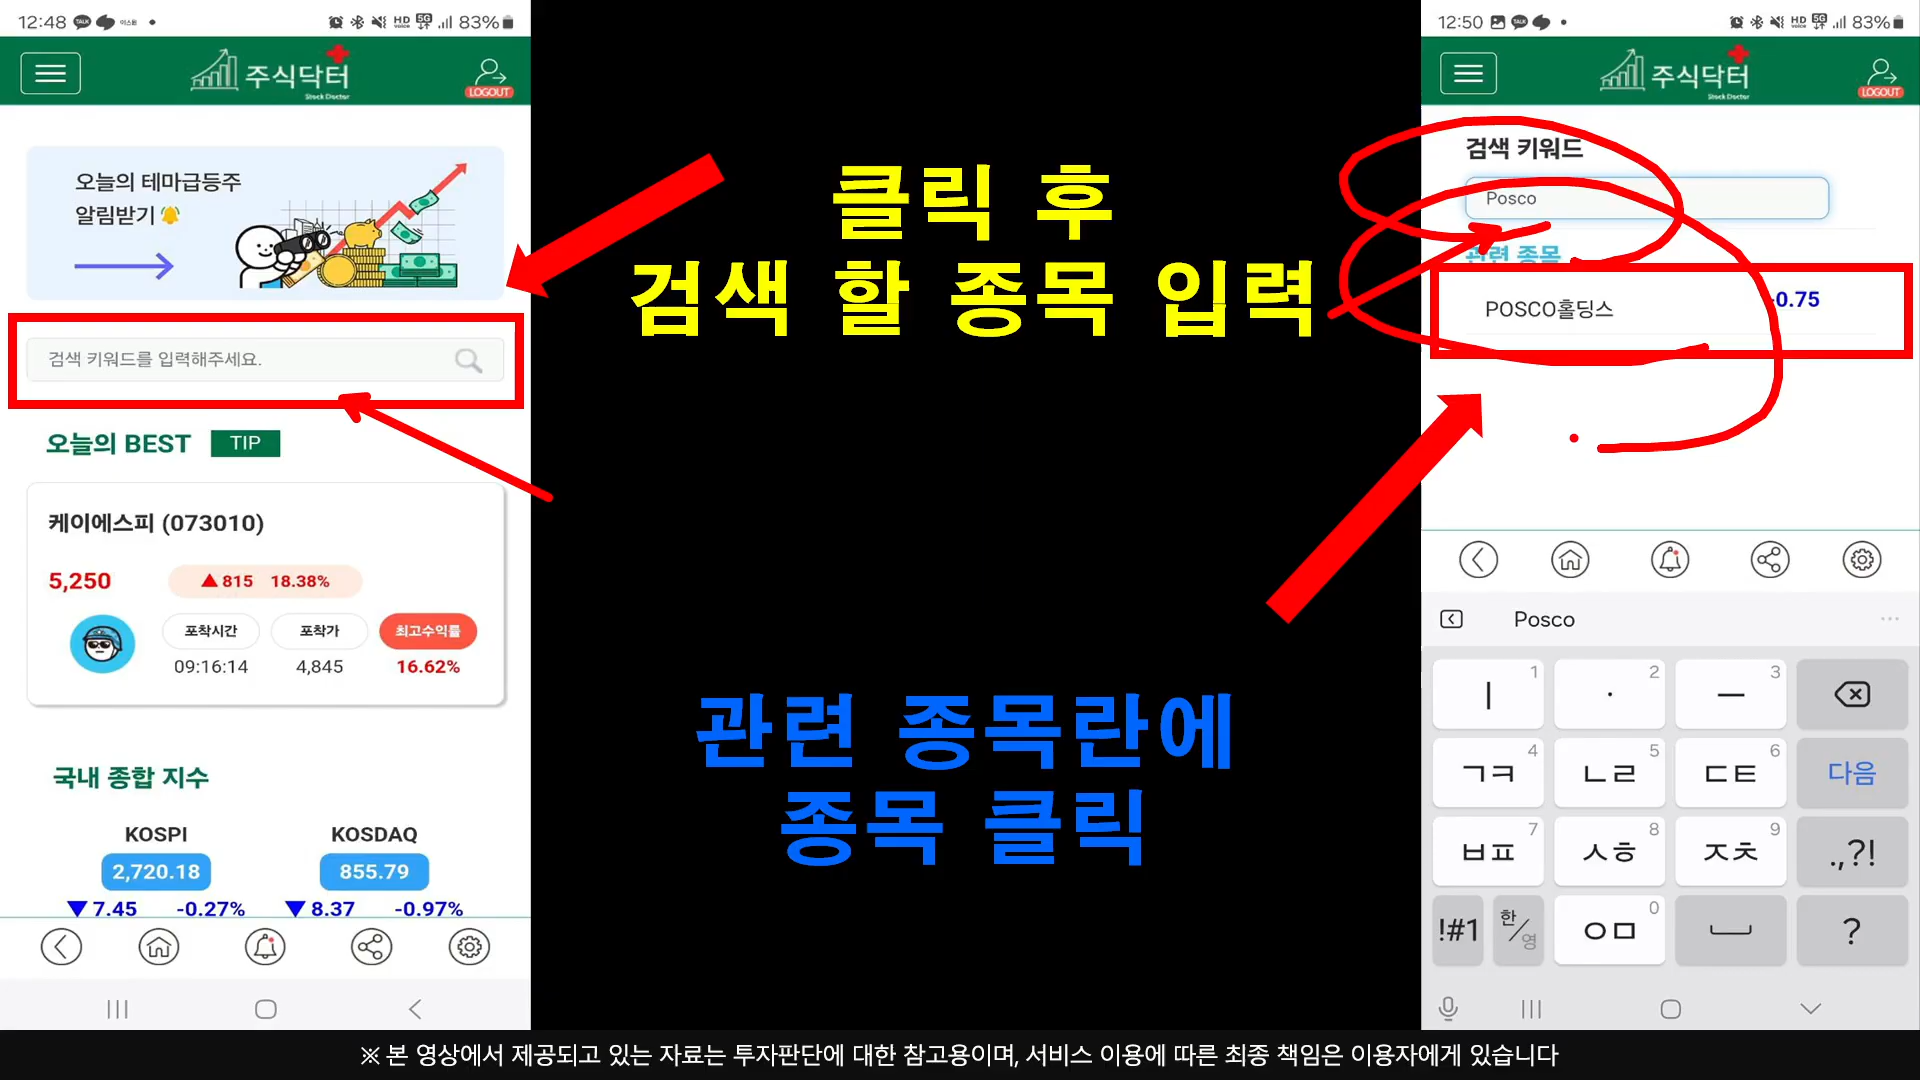 12:48
83%
주식닥터
Stock Doctor
LOGOUT
오늘의 테마급등주
알림받기
검색 키워드를 입력해주세요.
오늘의 BEST TIP
케이에스피 (073010)
5,250 ▲ 815 18.38%
포착시간 포착가 최고수익률
09:16:14 4,845 16.62%
국내 종합 지수
KOSPI KOSDAQ
2,720.18 855.79
▼ 7.45 -0.27% ▼ 8.37 -0.97%
클릭 후
검색 할 종목 입력
관련 종목란에
종목 클릭
12:50
83%
주식닥터
Stock Doctor
LOGOUT
검색 키워드
Posco
관련 종목
POSCO홀딩스 -0.75
Posco ...
ㅣ 1 · 2 ㅡ 3
ㄱㅋ 4 ㄴㄹ 5 ㄷㅌ 6 다음
ㅂㅍ 7 ㅅㅎ 8 ㅈㅊ 9 .,?!
!#1 한/영 ㅇㅁ 0 ?
※ 본 영상에서 제공되고 있는 자료는 투자판단에 대한 참고용이며, 서비스 이용에 따른 최종 책임은 이용자에게 있습니다